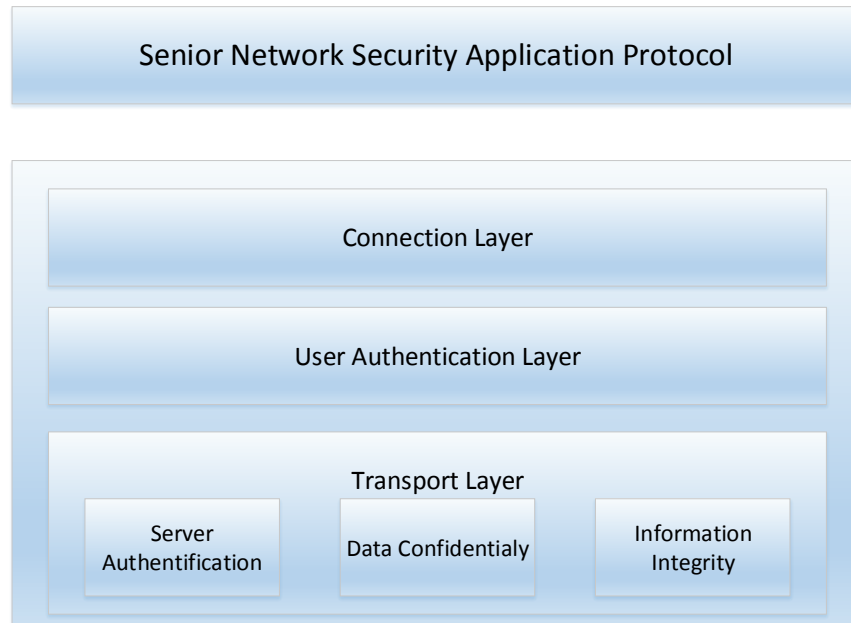 Senior Network Security Application Protocol
Connection Layer
User Authentication Layer
Transport Layer
Server
Authentification
Data Confidentialy
Information
Integrity